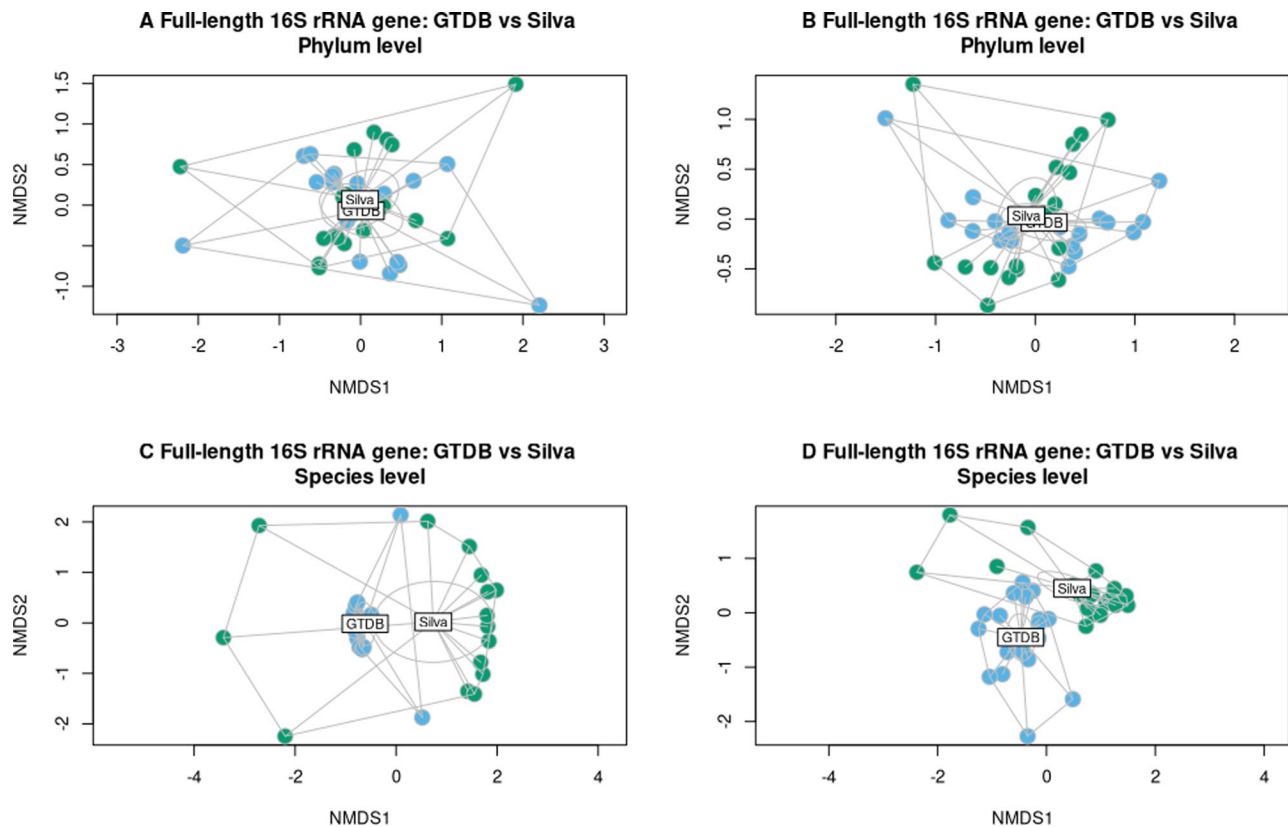 A Full-length 16S rRNA gene: GTDB vs Silva
Phylum level
NMDS2
1.5
1.0
0.5
0.0
-1.0
Silva
GTDB
-3
-2
-1
0
1
2
3
NMDS1
B Full-length 16S rRNA gene: GTDB vs Silva
Phylum level
NMDS2
1.0
0.5
0.0
-0.5
Silva
GTDB
-2
-1
0
1
2
NMDS1
C Full-length 16S rRNA gene: GTDB vs Silva
Species level
NMDS2
2
1
0
-1
-2
GTDB
Silva
-4
-2
0
2
4
NMDS1
D Full-length 16S rRNA gene: GTDB vs Silva
Species level
NMDS2
1
0
-1
-2
Silva
GTDB
-4
-2
0
2
4
NMDS1